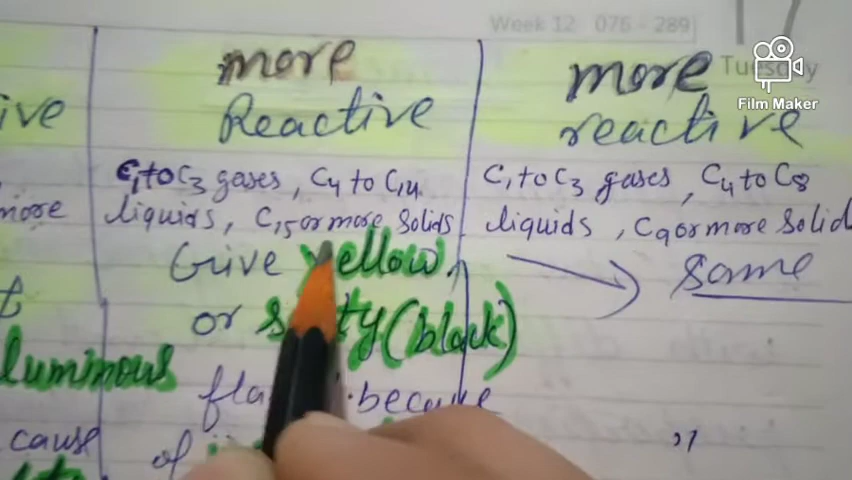 Week 12 076 - 289
Tuesday
Film Maker
ive
more
luminous
cause
more
Reactive
C1 to C3 gases, C4 to C14
liquids, C15 or more solids
Give yellow
or (black)
because
of
more
reactive
C1 to C3 gases, C4 to C8
liquids, C9 or more solid
same
"